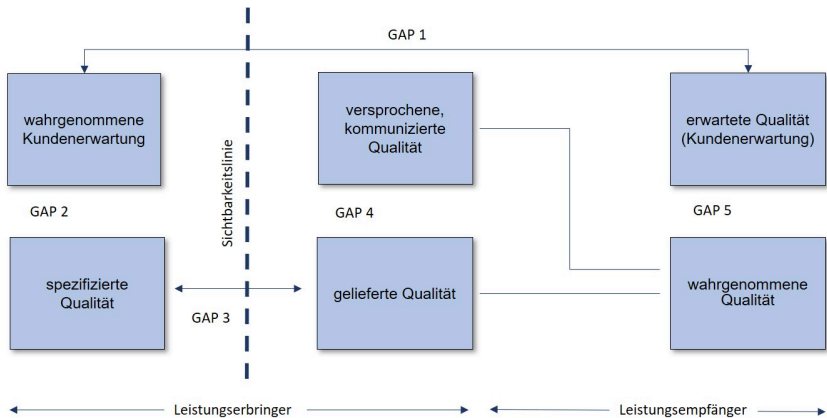 GAP 1
wahrgenommene
Kundenerwartung
versprochene,
kommunizierte
Qualität
erwartete Qualität
(Kundenerwartung)
Sichtbarkeitslinie
GAP 2
GAP 4
GAP 5
spezifizierte
Qualität
gelieferte Qualität
wahrgenommene
Qualität
GAP 3
Leistungserbringer
Leistungsempfänger